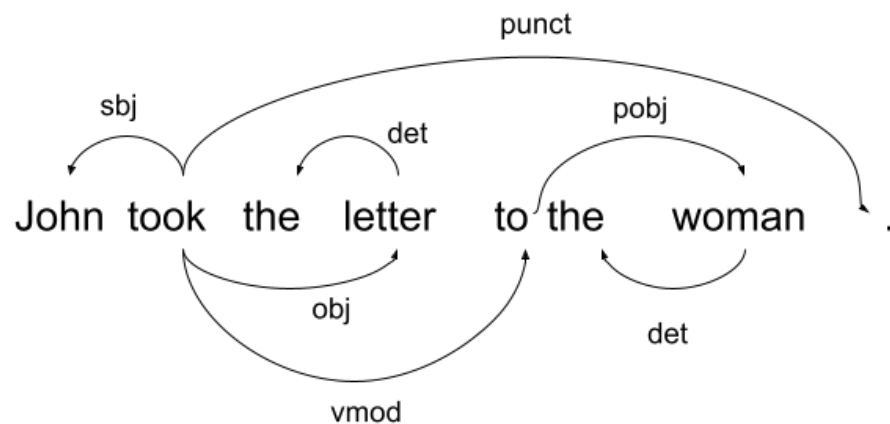 punct
sbj
det
pobj
John took the letter to the woman .
obj
det
vmod